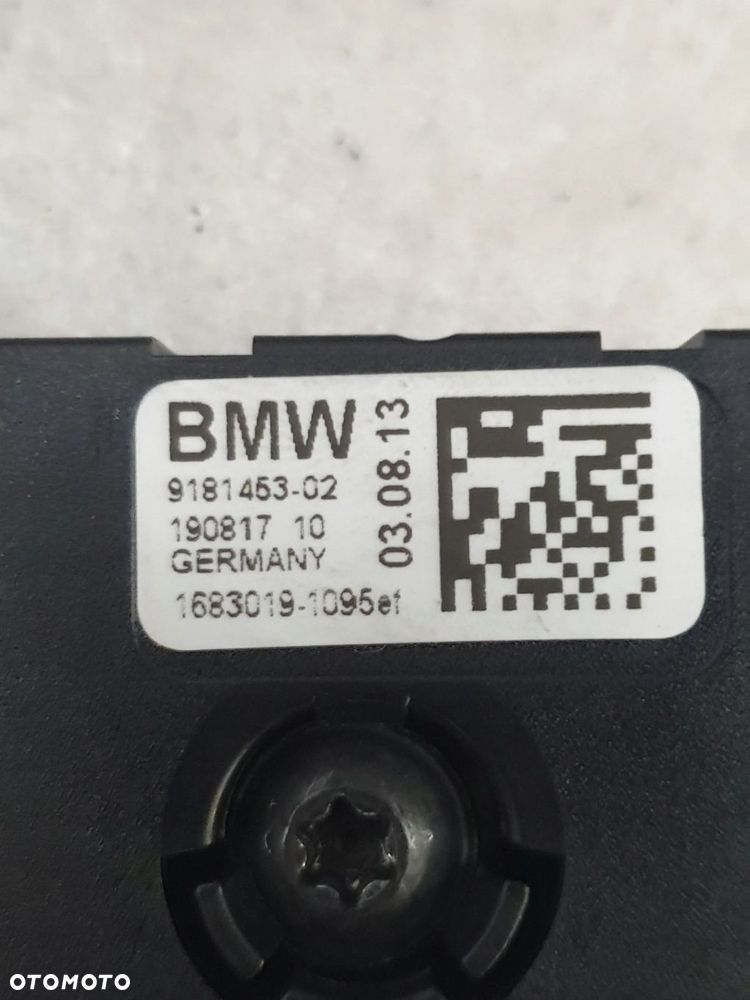 BMW
9181453-02
190817 10
GERMANY
1683019-1095ef
03.08.13
OTOMOTO